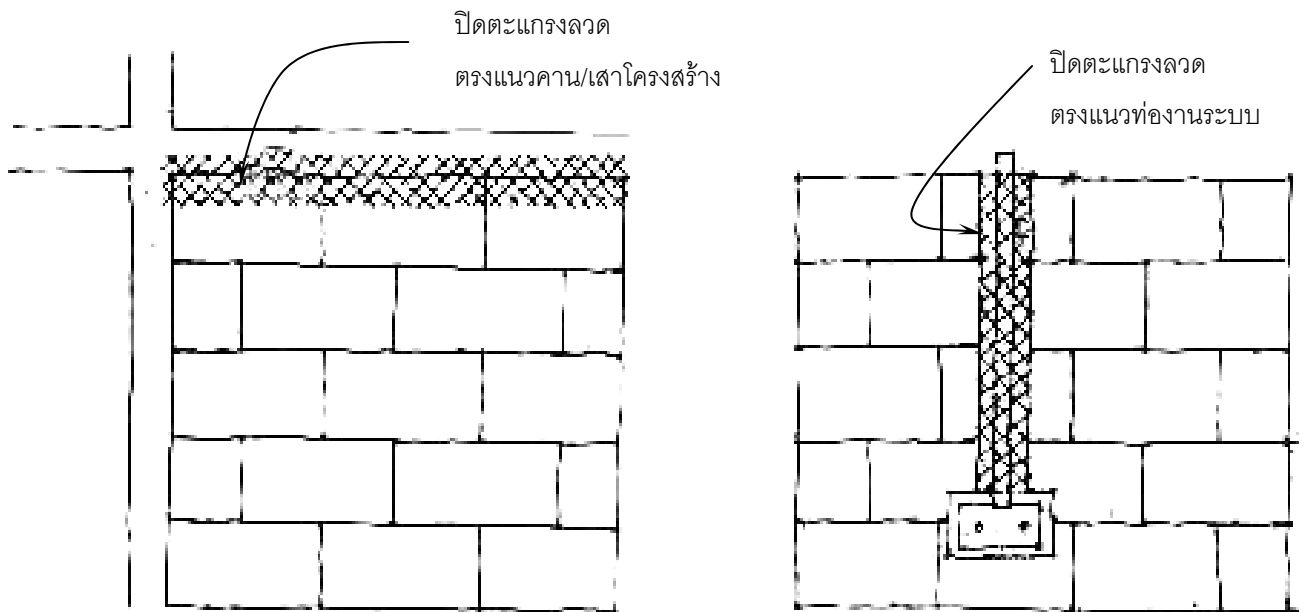 ปิดตะแกรงลวด
ตรงแนวคาน/เสาโครงสร้าง
ปิดตะแกรงลวด
ตรงแนวท่องานระบบ